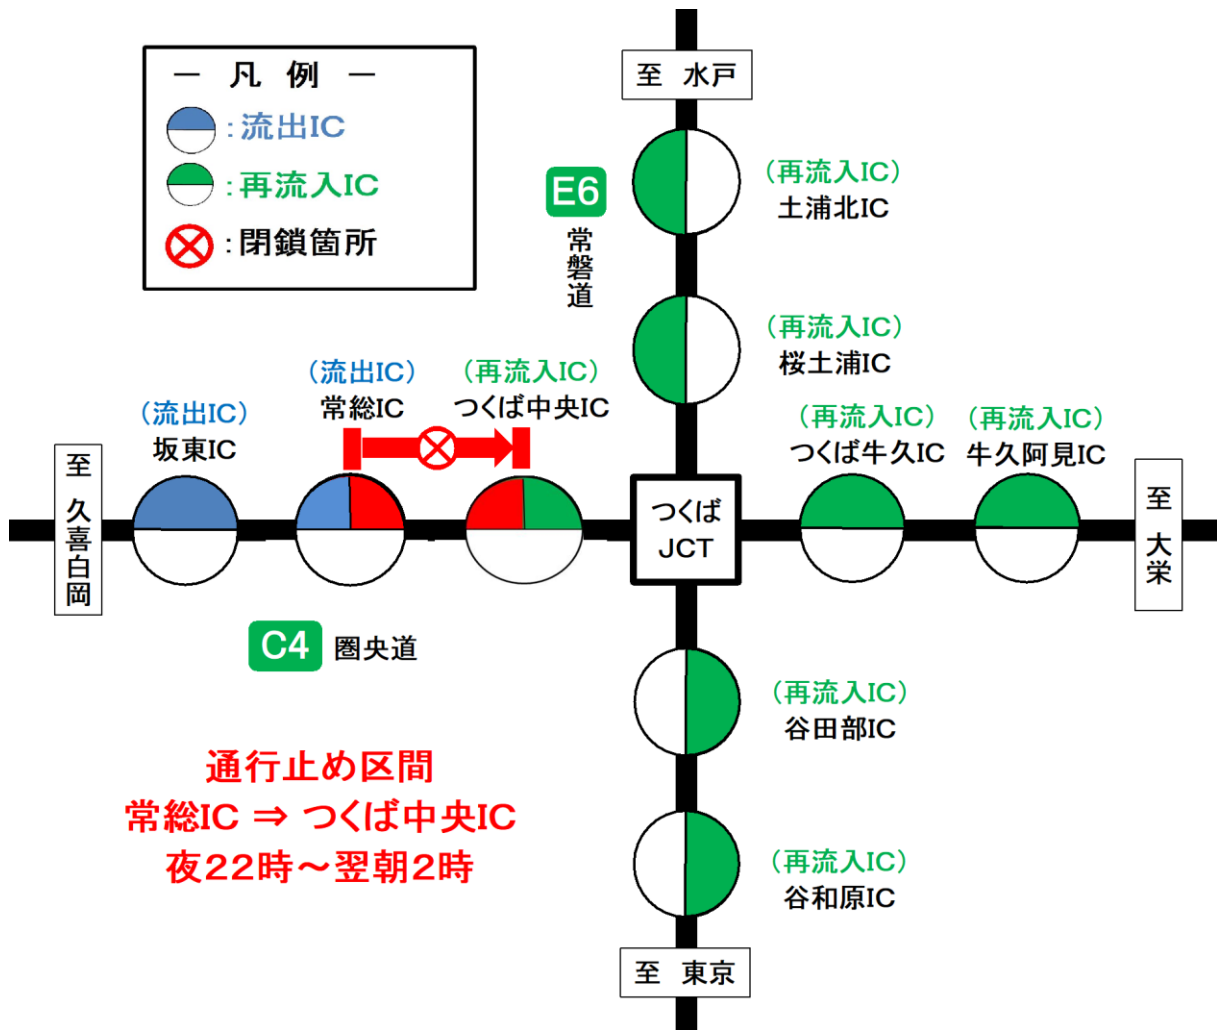 － 凡 例 －
：流出IC
：再流入IC
：閉鎖箇所
至 水戸
E6
常磐道
（再流入IC）
土浦北IC
（再流入IC）
桜土浦IC
（流出IC）
坂東IC
（流出IC）
常総IC
（再流入IC）
つくば中央IC
（再流入IC）
つくば牛久IC
（再流入IC）
牛久阿見IC
至 久喜白岡
つくば
JCT
至 大栄
C4 圏央道
（再流入IC）
谷田部IC
通行止め区間
常総IC ⇒ つくば中央IC
夜22時～翌朝2時
（再流入IC）
谷和原IC
至 東京